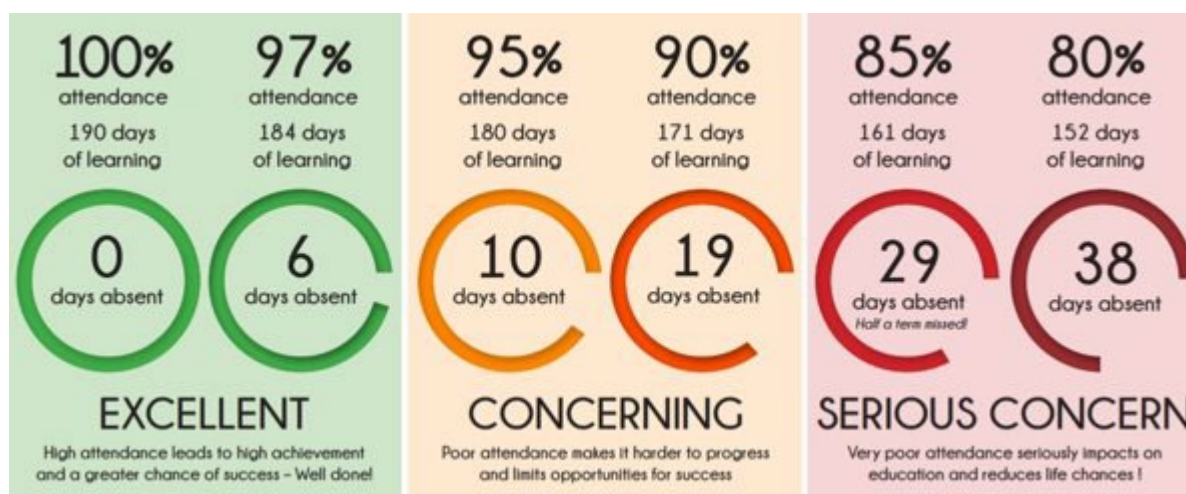 100%
attendance
190 days
of learning
0
days absent
97%
attendance
184 days
of learning
6
days absent
EXCELLENT
High attendance leads to high achievement
and a greater chance of success – Well done!
95%
attendance
180 days
of learning
10
days absent
90%
attendance
171 days
of learning
19
days absent
CONCERNING
Poor attendance makes it harder to progress
and limits opportunities for success
85%
attendance
161 days
of learning
29
days absent
Half a term missed!
80%
attendance
152 days
of learning
38
days absent
SERIOUS CONCERN
Very poor attendance seriously impacts on
education and reduces life chances !